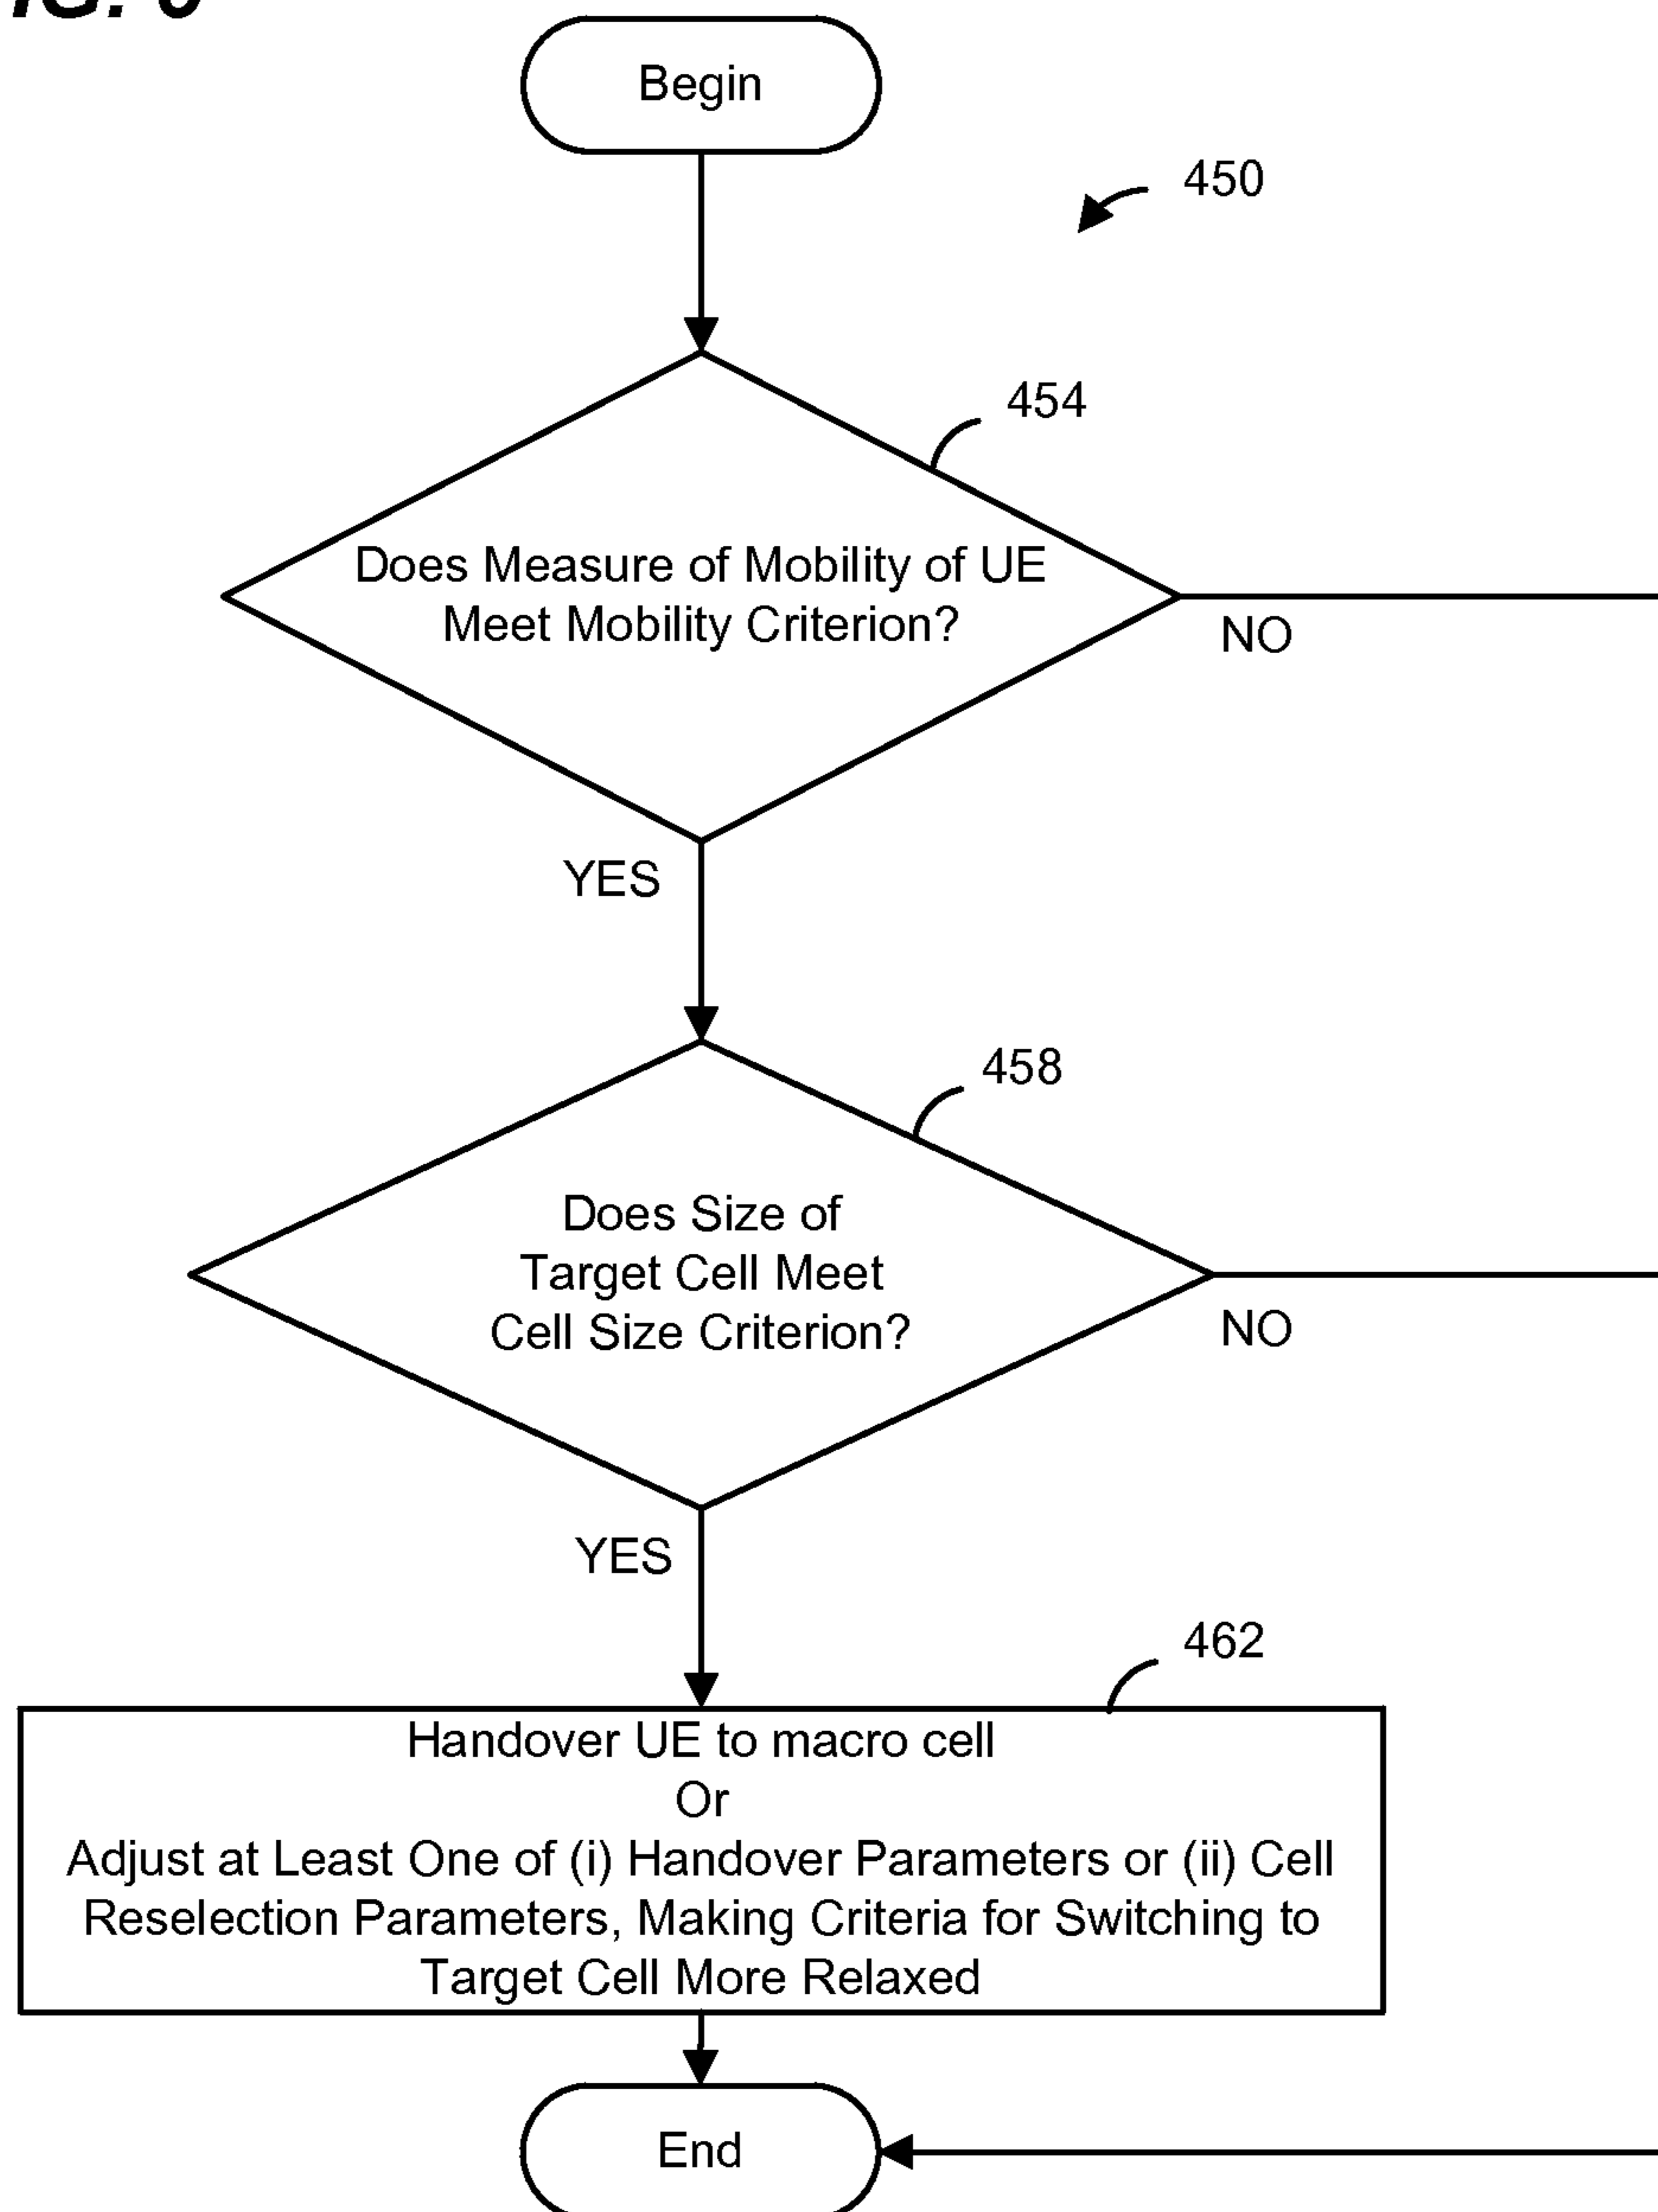 Begin
450
454
Does Measure of Mobility of UE
Meet Mobility Criterion?
NO
YES
458
Does Size of
Target Cell Meet
Cell Size Criterion?
NO
YES
462
Handover UE to macro cell
Or
Adjust at Least One of (i) Handover Parameters or (ii) Cell
Reselection Parameters, Making Criteria for Switching to
Target Cell More Relaxed
End